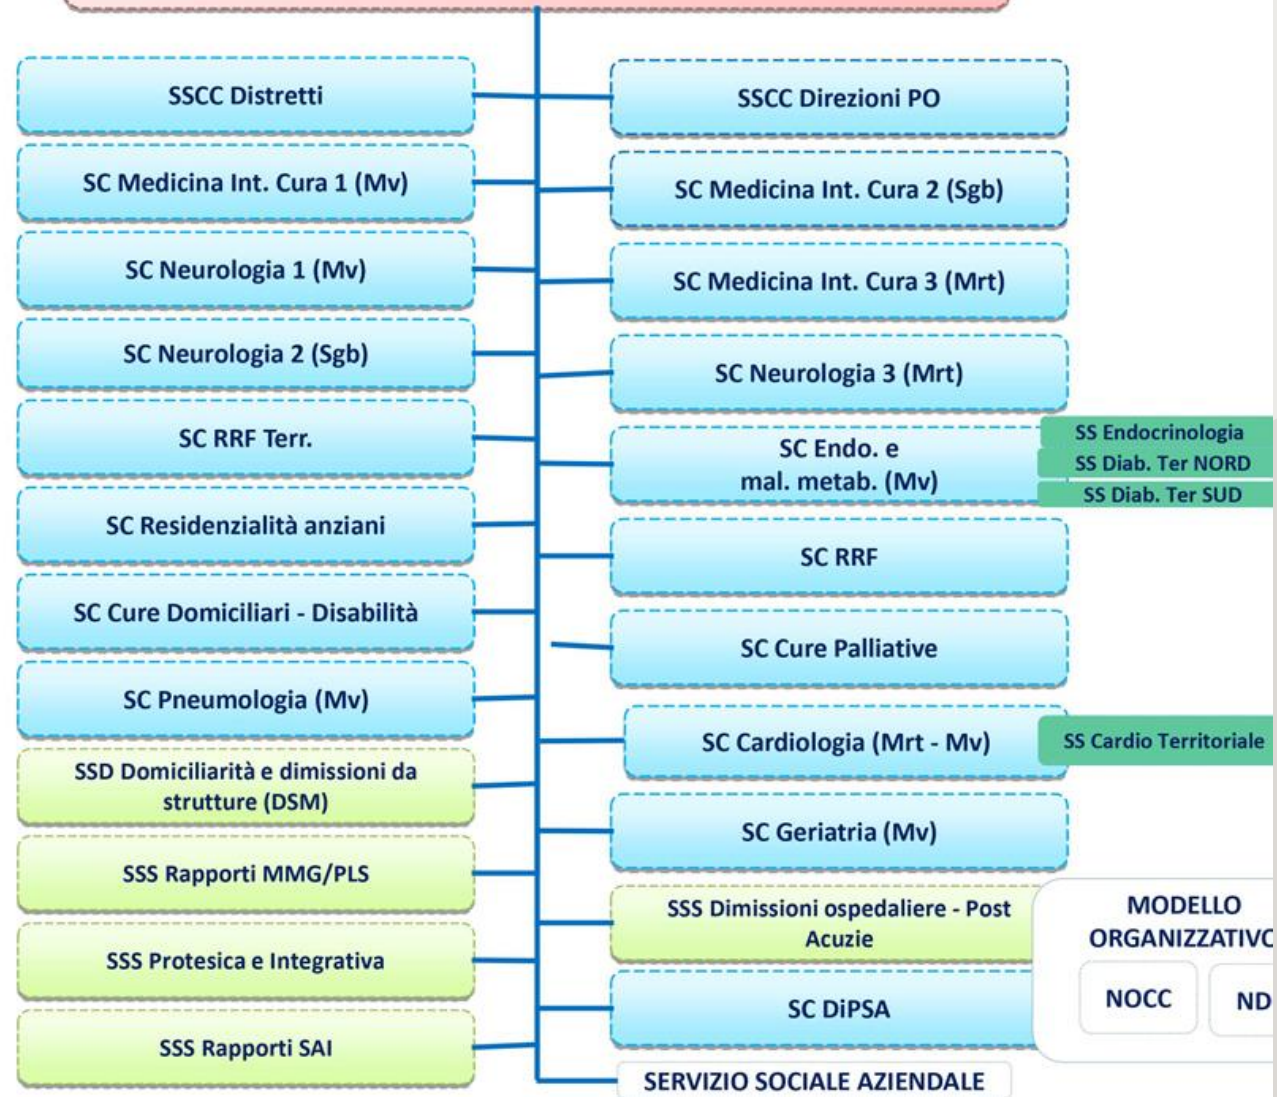 SSCC Distretti
SC Medicina Int. Cura 1 (Mv)
SC Neurologia 1 (Mv)
SC Neurologia 2 (Sgb)
SC RRF Terr.
SC Residenzialità anziani
SC Cure Domiciliari - Disabilità
SC Pneumologia (Mv)
SSD Domiciliarità e dimissioni da
strutture (DSM)
SSS Rapporti MMG/PLS
SSS Protesica e Integrativa
SSS Rapporti SAI
SSCC Direzioni PO
SC Medicina Int. Cura 2 (Sgb)
SC Medicina Int. Cura 3 (Mrt)
SC Neurologia 3 (Mrt)
SC Endo. e
mal. metab. (Mv)
SS Endocrinologia
SS Diab. Ter NORD
SS Diab. Ter SUD
SC RRF
SC Cure Palliative
SC Cardiologia (Mrt - Mv)
SS Cardio Territoriale
SC Geriatria (Mv)
SSS Dimissioni ospedaliere - Post
Acuzie
SC DiPSA
SERVIZIO SOCIALE AZIENDALE
MODELLO
ORGANIZZATIVO
NOCC
ND